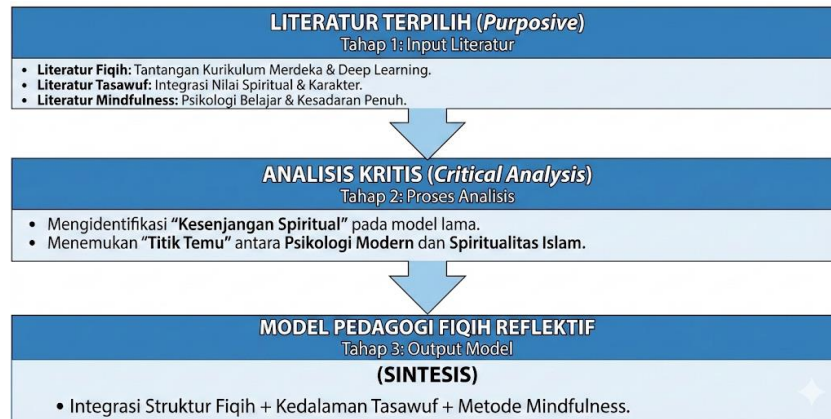 LITERATUR TERPILIH (Purposive)
Tahap 1: Input Literatur
• Literatur Fiqih: Tantangan Kurikulum Merdeka & Deep Learning.
• Literatur Tasawuf: Integrasi Nilai Spiritual & Karakter.
• Literatur Mindfulness: Psikologi Belajar & Kesadaran Penuh.
ANALISIS KRITIS (Critical Analysis)
Tahap 2: Proses Analisis
• Mengidentifikasi “Kesenjangan Spiritual” pada model lama.
• Menemukan “Titik Temu” antara Psikologi Modern dan Spiritualitas Islam.
MODEL PEDAGOGI FIQIH REFLEKTIF
Tahap 3: Output Model
(SINTESIS)
• Integrasi Struktur Fiqih + Kedalaman Tasawuf + Metode Mindfulness.